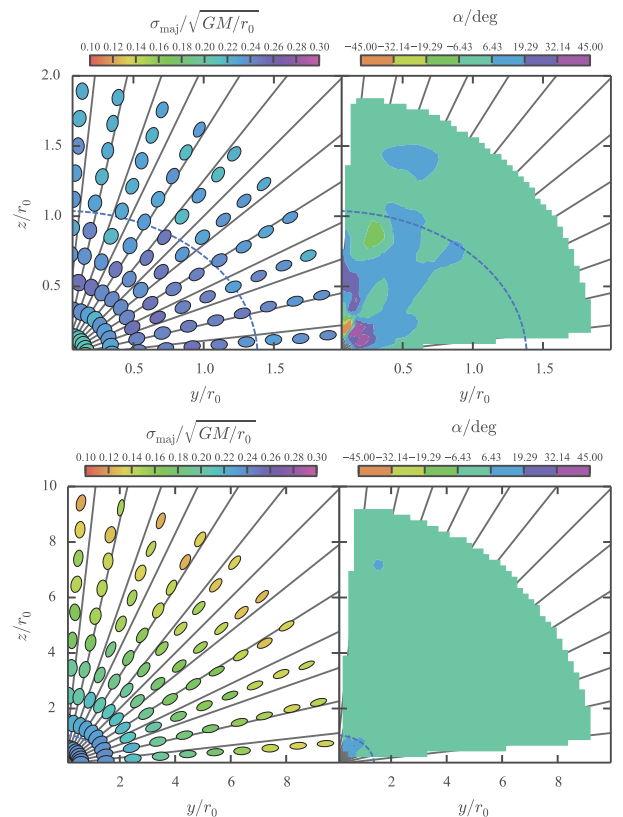 σ_maj/√GM/r₀ α/deg
0.10 0.12 0.14 0.16 0.18 0.20 0.22 0.24 0.26 0.28 0.30 −45.00 −32.14 −19.29 −6.43 6.43 19.29 32.14 45.00
2.0
1.5
1.0
0.5
z/r₀
0.5 1.0 1.5 0.5 1.0 1.5
y/r₀ y/r₀
σ_maj/√GM/r₀ α/deg
0.10 0.12 0.14 0.16 0.18 0.20 0.22 0.24 0.26 0.28 0.30 −45.00 −32.14 −19.29 −6.43 6.43 19.29 32.14 45.00
10
8
6
4
2
z/r₀
2 4 6 8 2 4 6 8
y/r₀ y/r₀